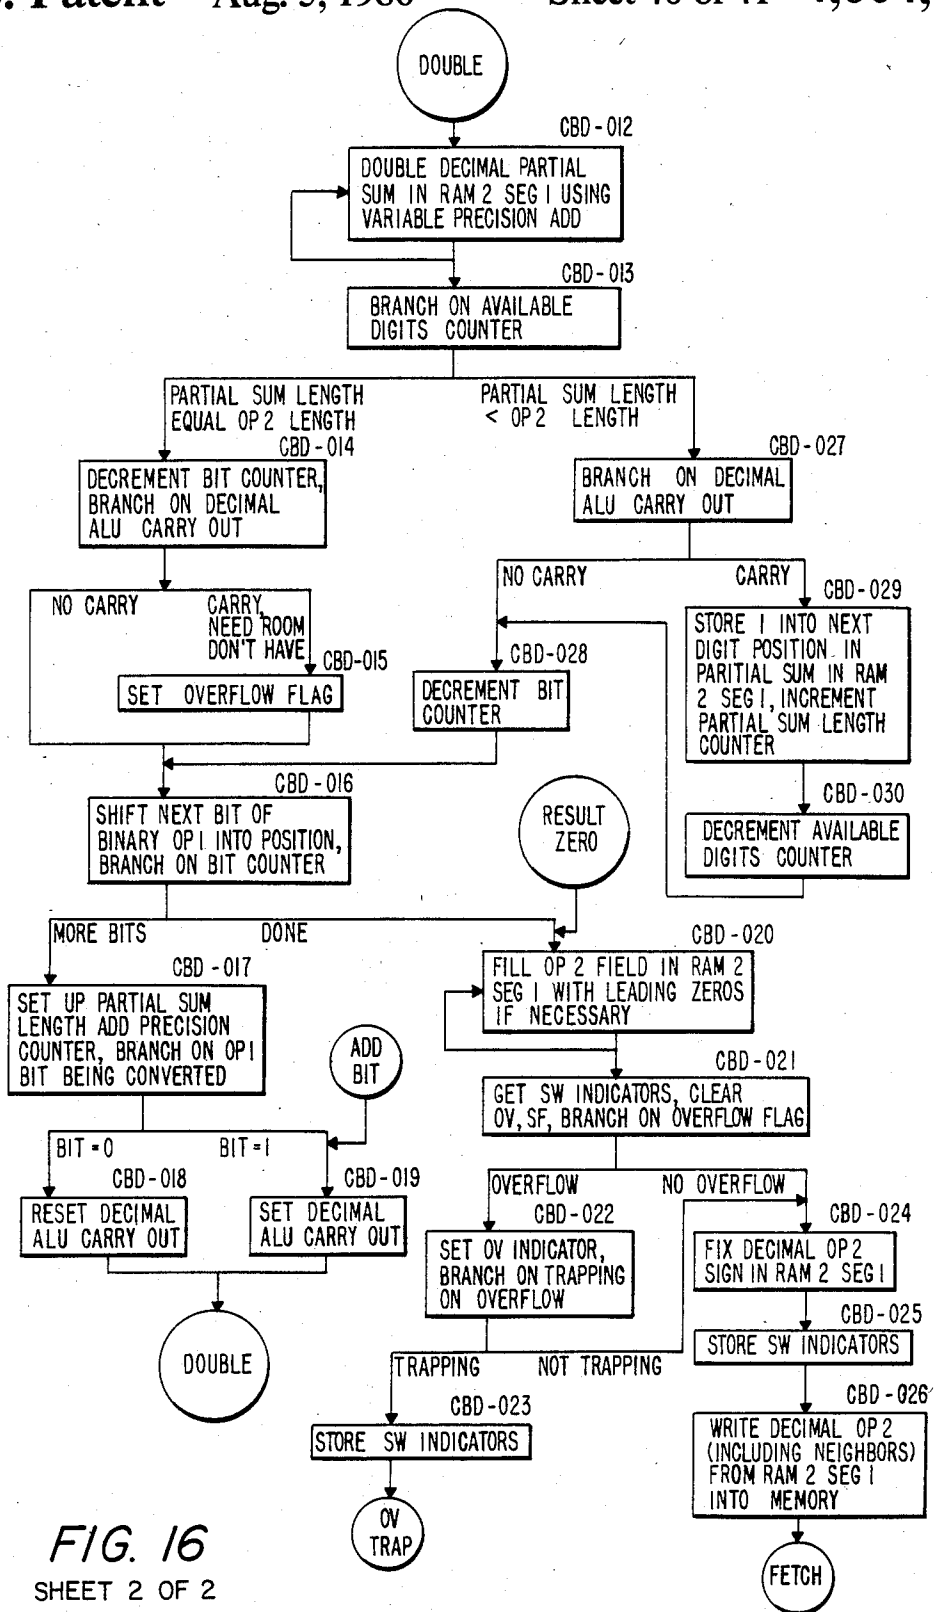 Patent Aug. 5, 1986 Sheet 40 of 41
DOUBLE
CBD-012
DOUBLE DECIMAL PARTIAL
SUM IN RAM 2 SEG 1 USING
VARIABLE PRECISION ADD
CBD-013
BRANCH ON AVAILABLE
DIGITS COUNTER
PARTIAL SUM LENGTH
EQUAL OP2 LENGTH
PARTIAL SUM LENGTH
< OP2 LENGTH
CBD-014
DECREMENT BIT COUNTER,
BRANCH ON DECIMAL
ALU CARRY OUT
CBD-027
BRANCH ON DECIMAL
ALU CARRY OUT
NO CARRY
CARRY,
NEED ROOM
DON'T HAVE
CBD-015
SET OVERFLOW FLAG
NO CARRY
CARRY
CBD-028
DECREMENT BIT
COUNTER
CBD-029
STORE 1 INTO NEXT
DIGIT POSITION IN
PARITIAL SUM IN RAM
2 SEG 1, INCREMENT
PARTIAL SUM LENGTH
COUNTER
CBD-030
DECREMENT AVAILABLE
DIGITS COUNTER
CBD-016
SHIFT NEXT BIT OF
BINARY OP1 INTO POSITION,
BRANCH ON BIT COUNTER
RESULT
ZERO
MORE BITS
DONE
CBD-017
SET UP PARTIAL SUM
LENGTH ADD PRECISION
COUNTER, BRANCH ON OP1
BIT BEING CONVERTED
ADD
BIT
CBD-020
FILL OP 2 FIELD IN RAM 2
SEG 1 WITH LEADING ZEROS
IF NECESSARY
CBD-021
GET SW INDICATORS, CLEAR
OV, SF, BRANCH ON OVERFLOW FLAG
BIT=0
BIT=1
CBD-018
RESET DECIMAL
ALU CARRY OUT
CBD-019
SET DECIMAL
ALU CARRY OUT
DOUBLE
OVERFLOW
NO OVERFLOW
CBD-022
SET OV INDICATOR,
BRANCH ON TRAPPING
ON OVERFLOW
CBD-024
FIX DECIMAL OP2
SIGN IN RAM 2 SEG 1
CBD-025
STORE SW INDICATORS
TRAPPING
NOT TRAPPING
CBD-023
STORE SW INDICATORS
OV
TRAP
CBD-026
WRITE DECIMAL OP2
(INCLUDING NEIGHBORS)
FROM RAM 2 SEG 1
INTO MEMORY
FETCH
FIG. 16
SHEET 2 OF 2